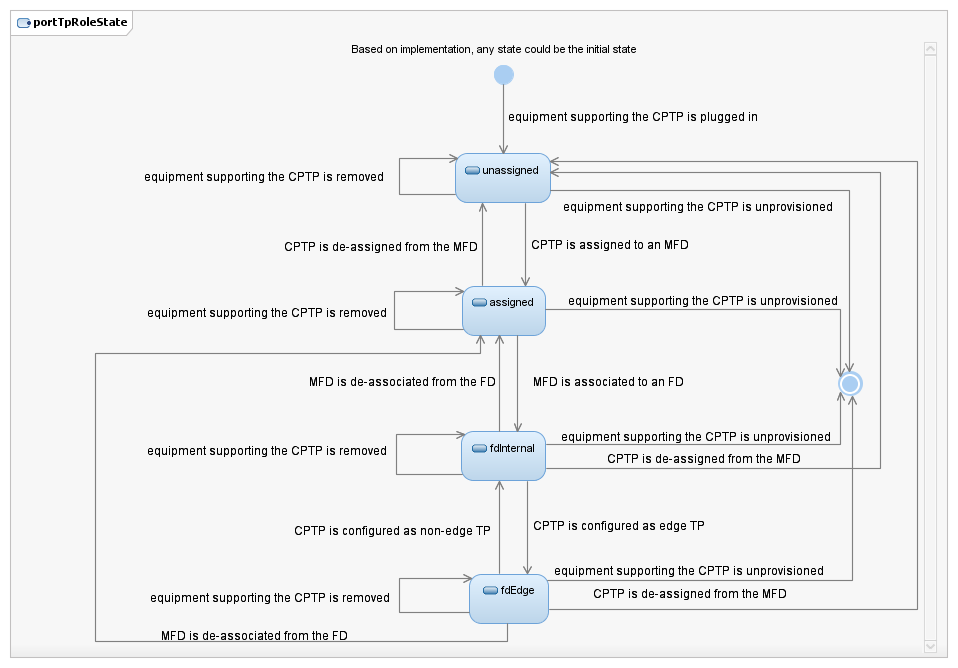 portTpRoleState
Based on implementation, any state could be the initial state
equipment supporting the CPTP is plugged in
unassigned
equipment supporting the CPTP is removed
equipment supporting the CPTP is unprovisioned
CPTP is de-assigned from the MFD
CPTP is assigned to an MFD
assigned
equipment supporting the CPTP is unprovisioned
equipment supporting the CPTP is removed
MFD is de-associated from the FD
MFD is associated to an FD
equipment supporting the CPTP is unprovisioned
fdInternal
equipment supporting the CPTP is removed
CPTP is de-assigned from the MFD
CPTP is configured as non-edge TP
CPTP is configured as edge TP
equipment supporting the CPTP is unprovisioned
fdEdge
CPTP is de-assigned from the MFD
equipment supporting the CPTP is removed
MFD is de-associated from the FD